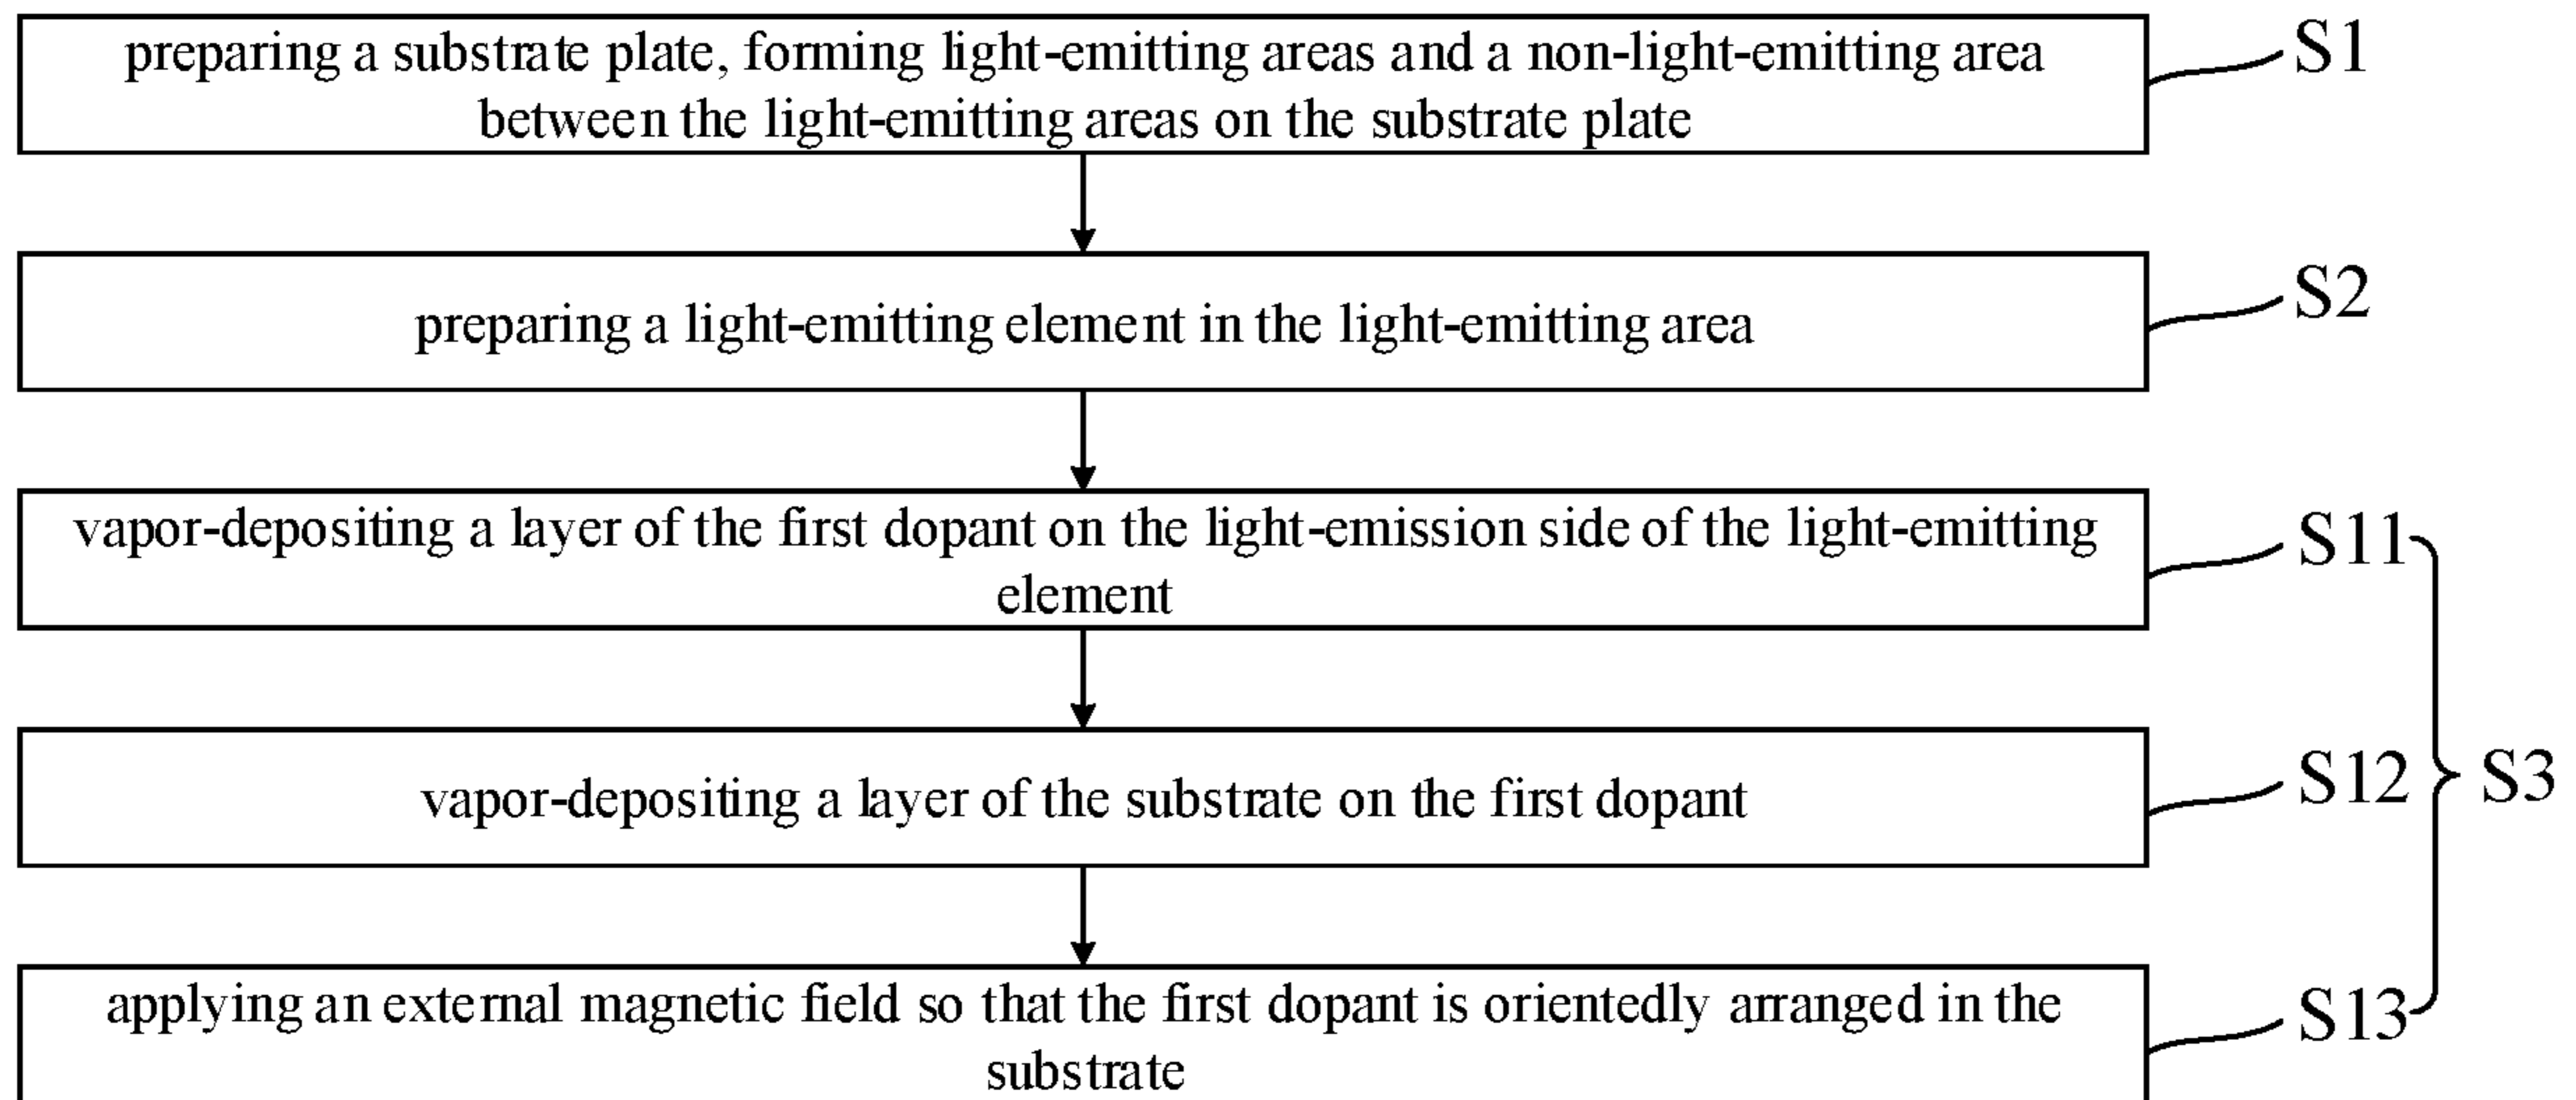 preparing a substrate plate, forming light-emitting areas and a non-light-emitting area
between the light-emitting areas on the substrate plate
S1
preparing a light-emitting element in the light-emitting area
S2
vapor-depositing a layer of the first dopant on the light-emission side of the light-emitting
element
S11
vapor-depositing a layer of the substrate on the first dopant
S12
S3
applying an external magnetic field so that the first dopant is orientedly arranged in the
substrate
S13